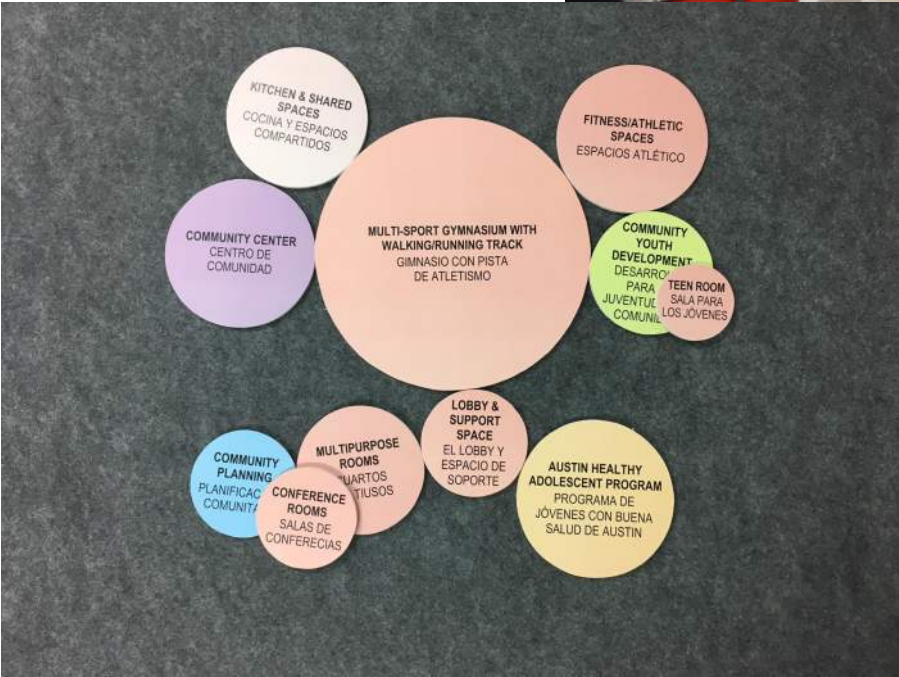 KITCHEN & SHARED
SPACES
COCINA Y ESPACIOS
COMPARTIDOS
FITNESS/ATHLETIC
SPACES
ESPACIOS ATLÉTICO
MULTI-SPORT GYMNASIUM WITH
WALKING/RUNNING TRACK
GIMNASIO CON PISTA
DE ATLETISMO
COMMUNITY CENTER
CENTRO DE
COMUNIDAD
COMMUNITY
YOUTH
DEVELOPMENT
DESARRO
PARA
JUVENTUD
COMUNI
TEEN ROOM
SALA PARA
LOS JÓVENES
LOBBY &
SUPPORT
SPACE
EL LOBBY Y
ESPACIO DE
SOPORTE
MULTIPURPOSE
ROOMS
UARTOS
TIUSOS
COMMUNITY
PLANNING
PLANIFICAC
COMUNITA
CONFERENCE
ROOMS
SALAS DE
CONFERECIAS
AUSTIN HEALTHY
ADOLESCENT PROGRAM
PROGRAMA DE
JÓVENES CON BUENA
SALUD DE AUSTIN